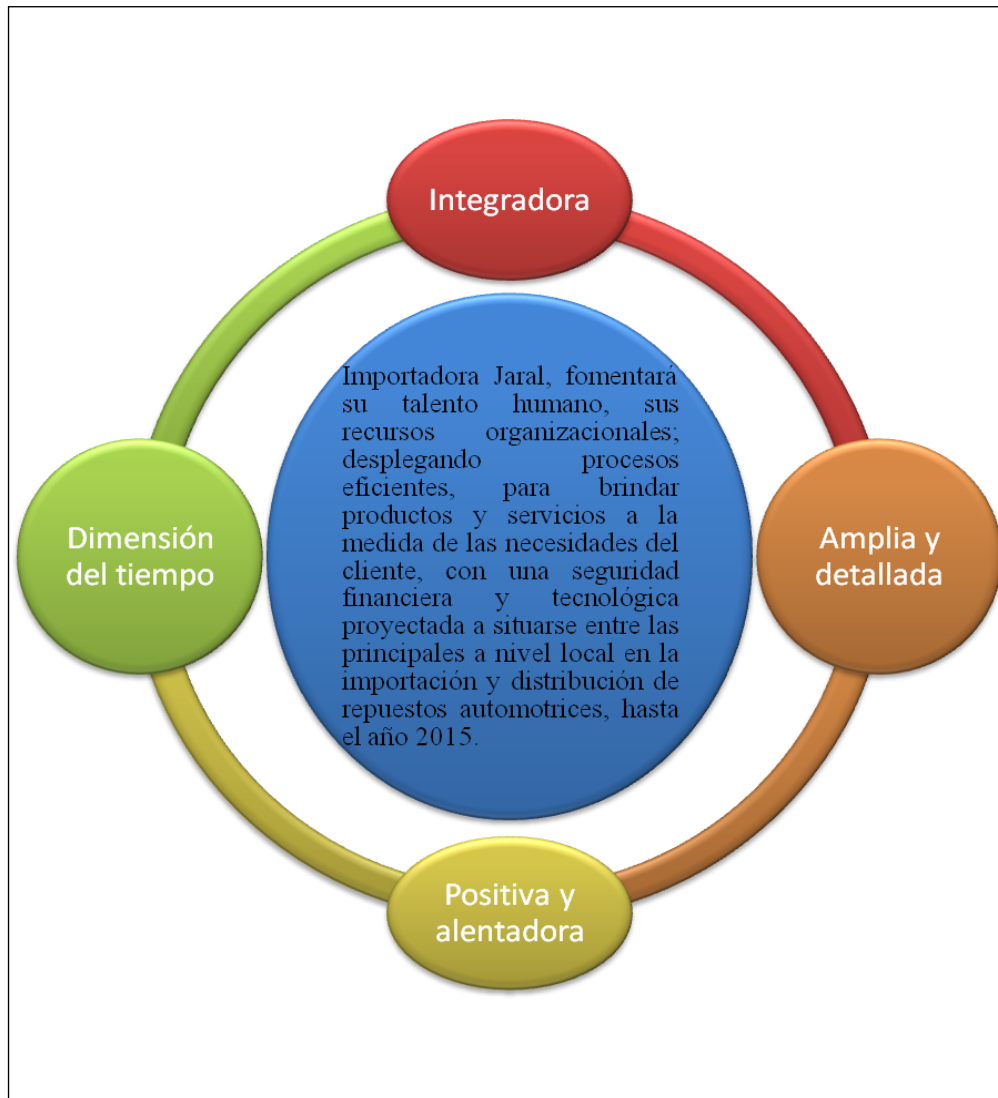 Integradora
Importadora Jaral, fomentará
su talento humano, sus
recursos organizacionales;
desplegando procesos
eficientes, para brindar
productos y servicios a la
medida de las necesidades del
cliente, con una seguridad
financiera y tecnológica
proyectada a situarse entre las
principales a nivel local en la
importación y distribución de
repuestos automotrices, hasta
el año 2015.
Dimensión
del tiempo
Amplia y
detallada
Positiva y
alentadora